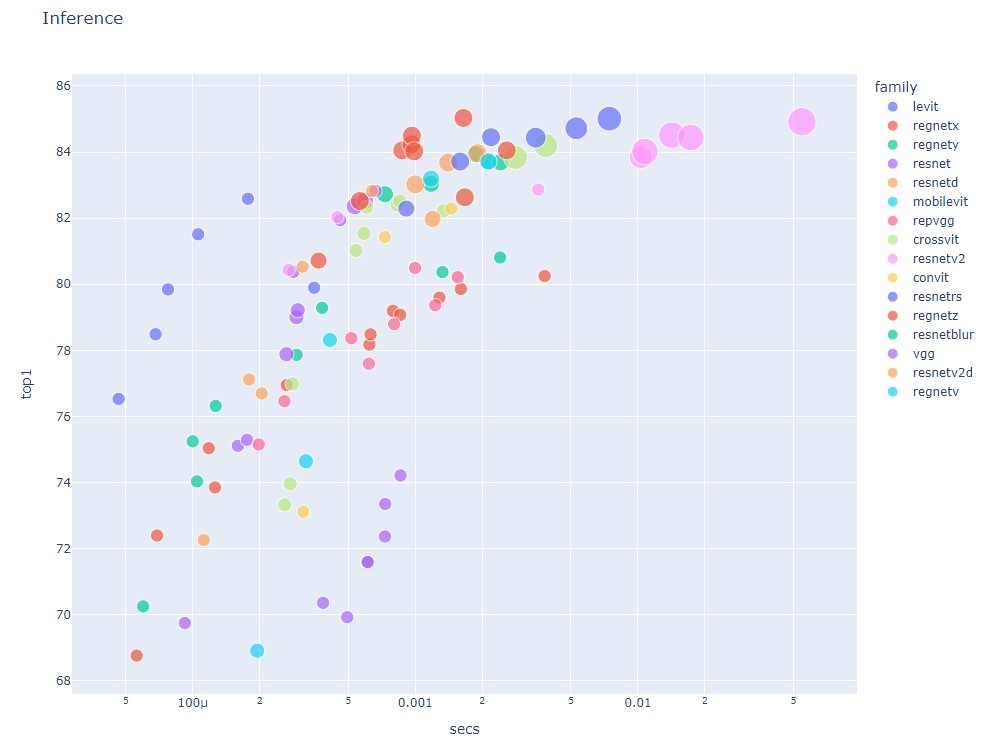 Inference
86
84
82
80
78
76
74
72
70
68
top1
5
100μ
2
5
0.001
2
5
0.01
2
5
secs
family
levit
regnetx
regnety
resnet
resnetd
mobilevit
repvgg
crossvit
resnetv2
convit
resnetrs
regnetz
resnetblur
vgg
resnetv2d
regnetv